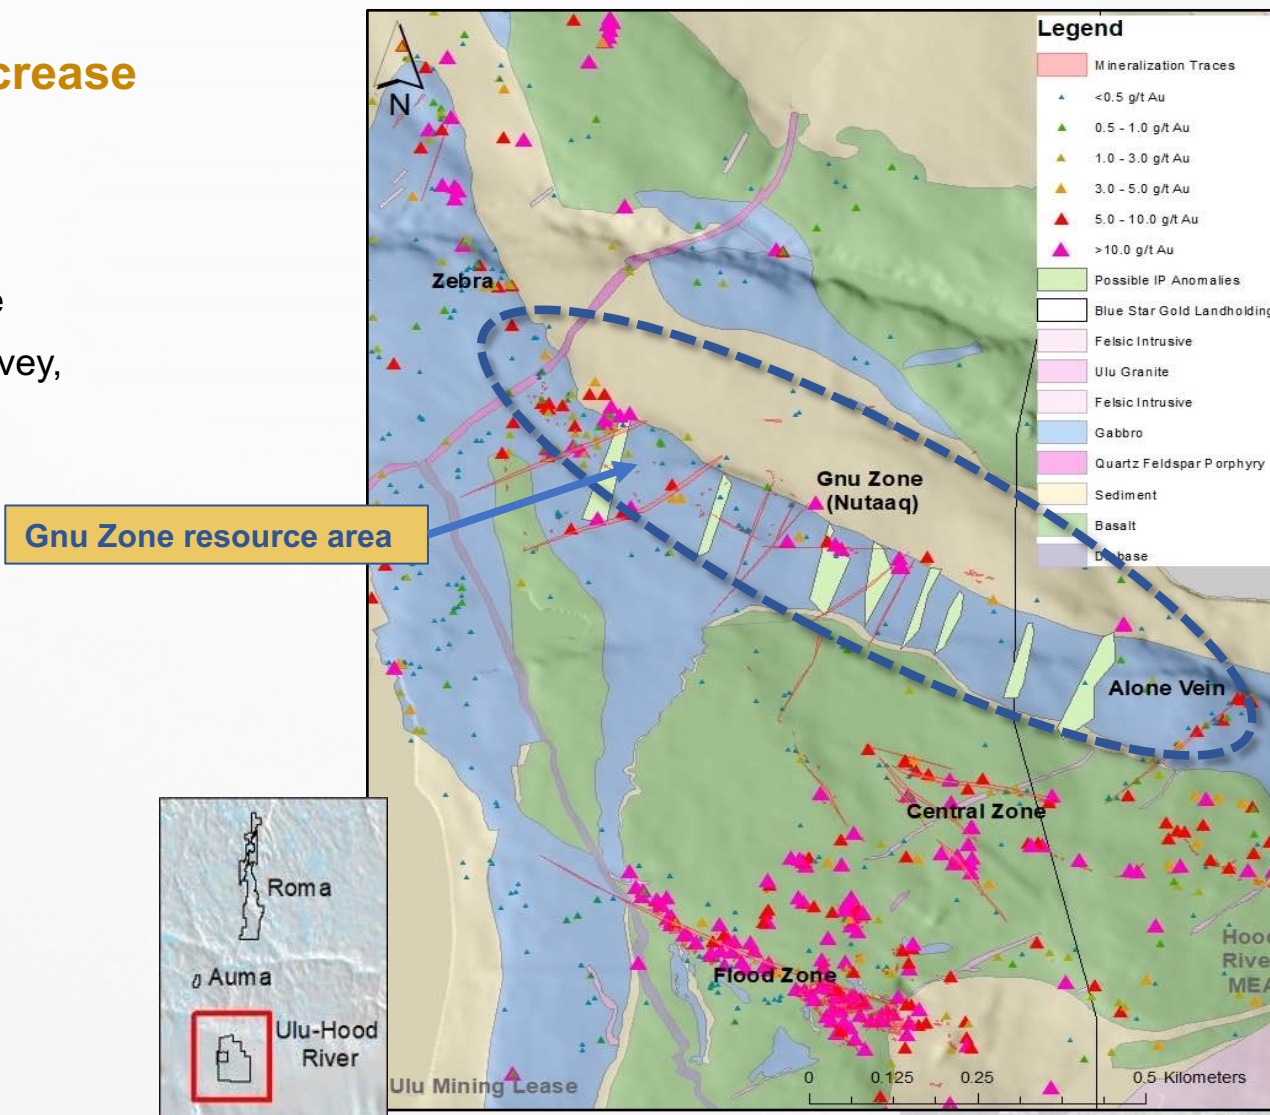 crease
e
vey,
Gnu Zone resource area
N
Zebra
Gnu Zone
(Nutaaq)
Alone Vein
Central Zone
Flood Zone
Hood
River
MEA
Ulu Mining Lease
0 0.125 0.25 0.5 Kilometers
Legend
Mineralization Traces
<0.5 g/t Au
0.5 - 1.0 g/t Au
1.0 - 3.0 g/t Au
3.0 - 5.0 g/t Au
5.0 - 10.0 g/t Au
>10.0 g/t Au
Possible IP Anomalies
Blue Star Gold Landholding
Felsic Intrusive
Ulu Granite
Felsic Intrusive
Gabbro
Quartz Feldspar Porphyry
Sediment
Basalt
Diabase
Roma
Auma
Ulu-Hood
River